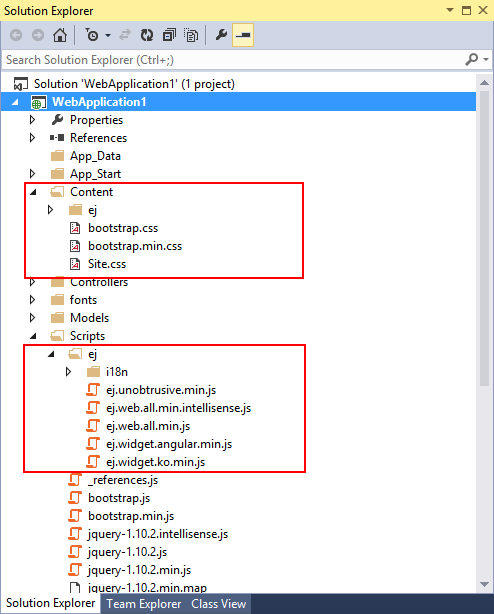 Solution Explorer
Search Solution Explorer (Ctrl+;)
Solution 'WebApplication1' (1 project)
WebApplication1
Properties
References
App_Data
App_Start
Content
ej
bootstrap.css
bootstrap.min.css
Site.css
Controllers
fonts
Models
Scripts
ej
i18n
ej.unobtrusive.min.js
ej.web.all.min.intellisense.js
ej.web.all.min.js
ej.widget.angular.min.js
ej.widget.ko.min.js
_references.js
bootstrap.js
bootstrap.min.js
jquery-1.10.2.intellisense.js
jquery-1.10.2.js
jquery-1.10.2.min.js
jquery-1.10.2.min.map
Solution Explorer Team Explorer Class View